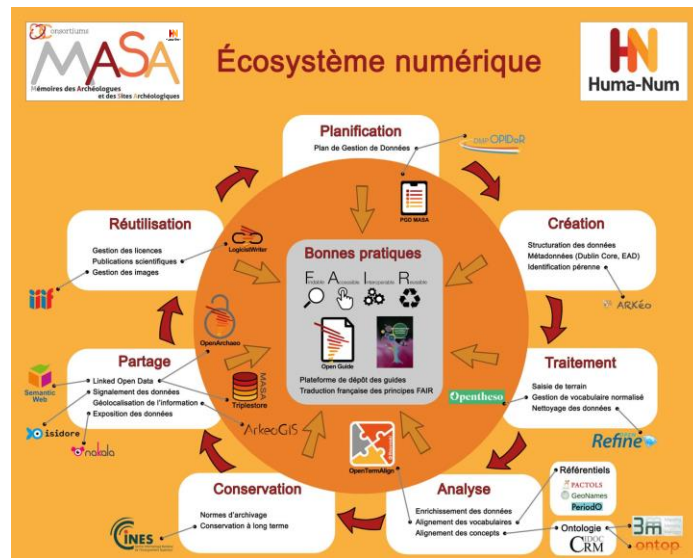 Consortiums
MASA
Mémoires des Archéologues
et des Sites Archéologiques
Écosystème numérique
HN
Huma-Num
Planification
Plan de Gestion de Données
DMP OPIDoR
PGD MASA
Réutilisation
Gestion des licences
Publications scientifiques
Gestion des images
LogicistWriter
iiif
Création
Structuration des données
Métadonnées (Dublin Core, EAD)
Identification pérenne
ARKéo
Bonnes pratiques
Findable
Accessible
Interoperable
Reusable
Open Guide
Plateforme de dépôt des guides
Traduction française des principes FAIR
OpenArchaeo
Partage
Linked Open Data
Signalement des données
Géolocalisation de l'information
Exposition des données
Semantic
Web
isidore
nakala
MASA
Triplestore
ArkeoGIS
Traitement
Saisie de terrain
Gestion de vocabulaire normalisé
Nettoyage des données
Opentheso
Refine
OpenTermAlign
Conservation
Normes d'archivage
Conservation à long terme
CINES
Analyse
Enrichissement des données
Alignement des vocabulaires
Alignement des concepts
Référentiels
PACTOLS
GeoNames
PeriodO
Ontologie
CIDOC
CRM
3m
ontop